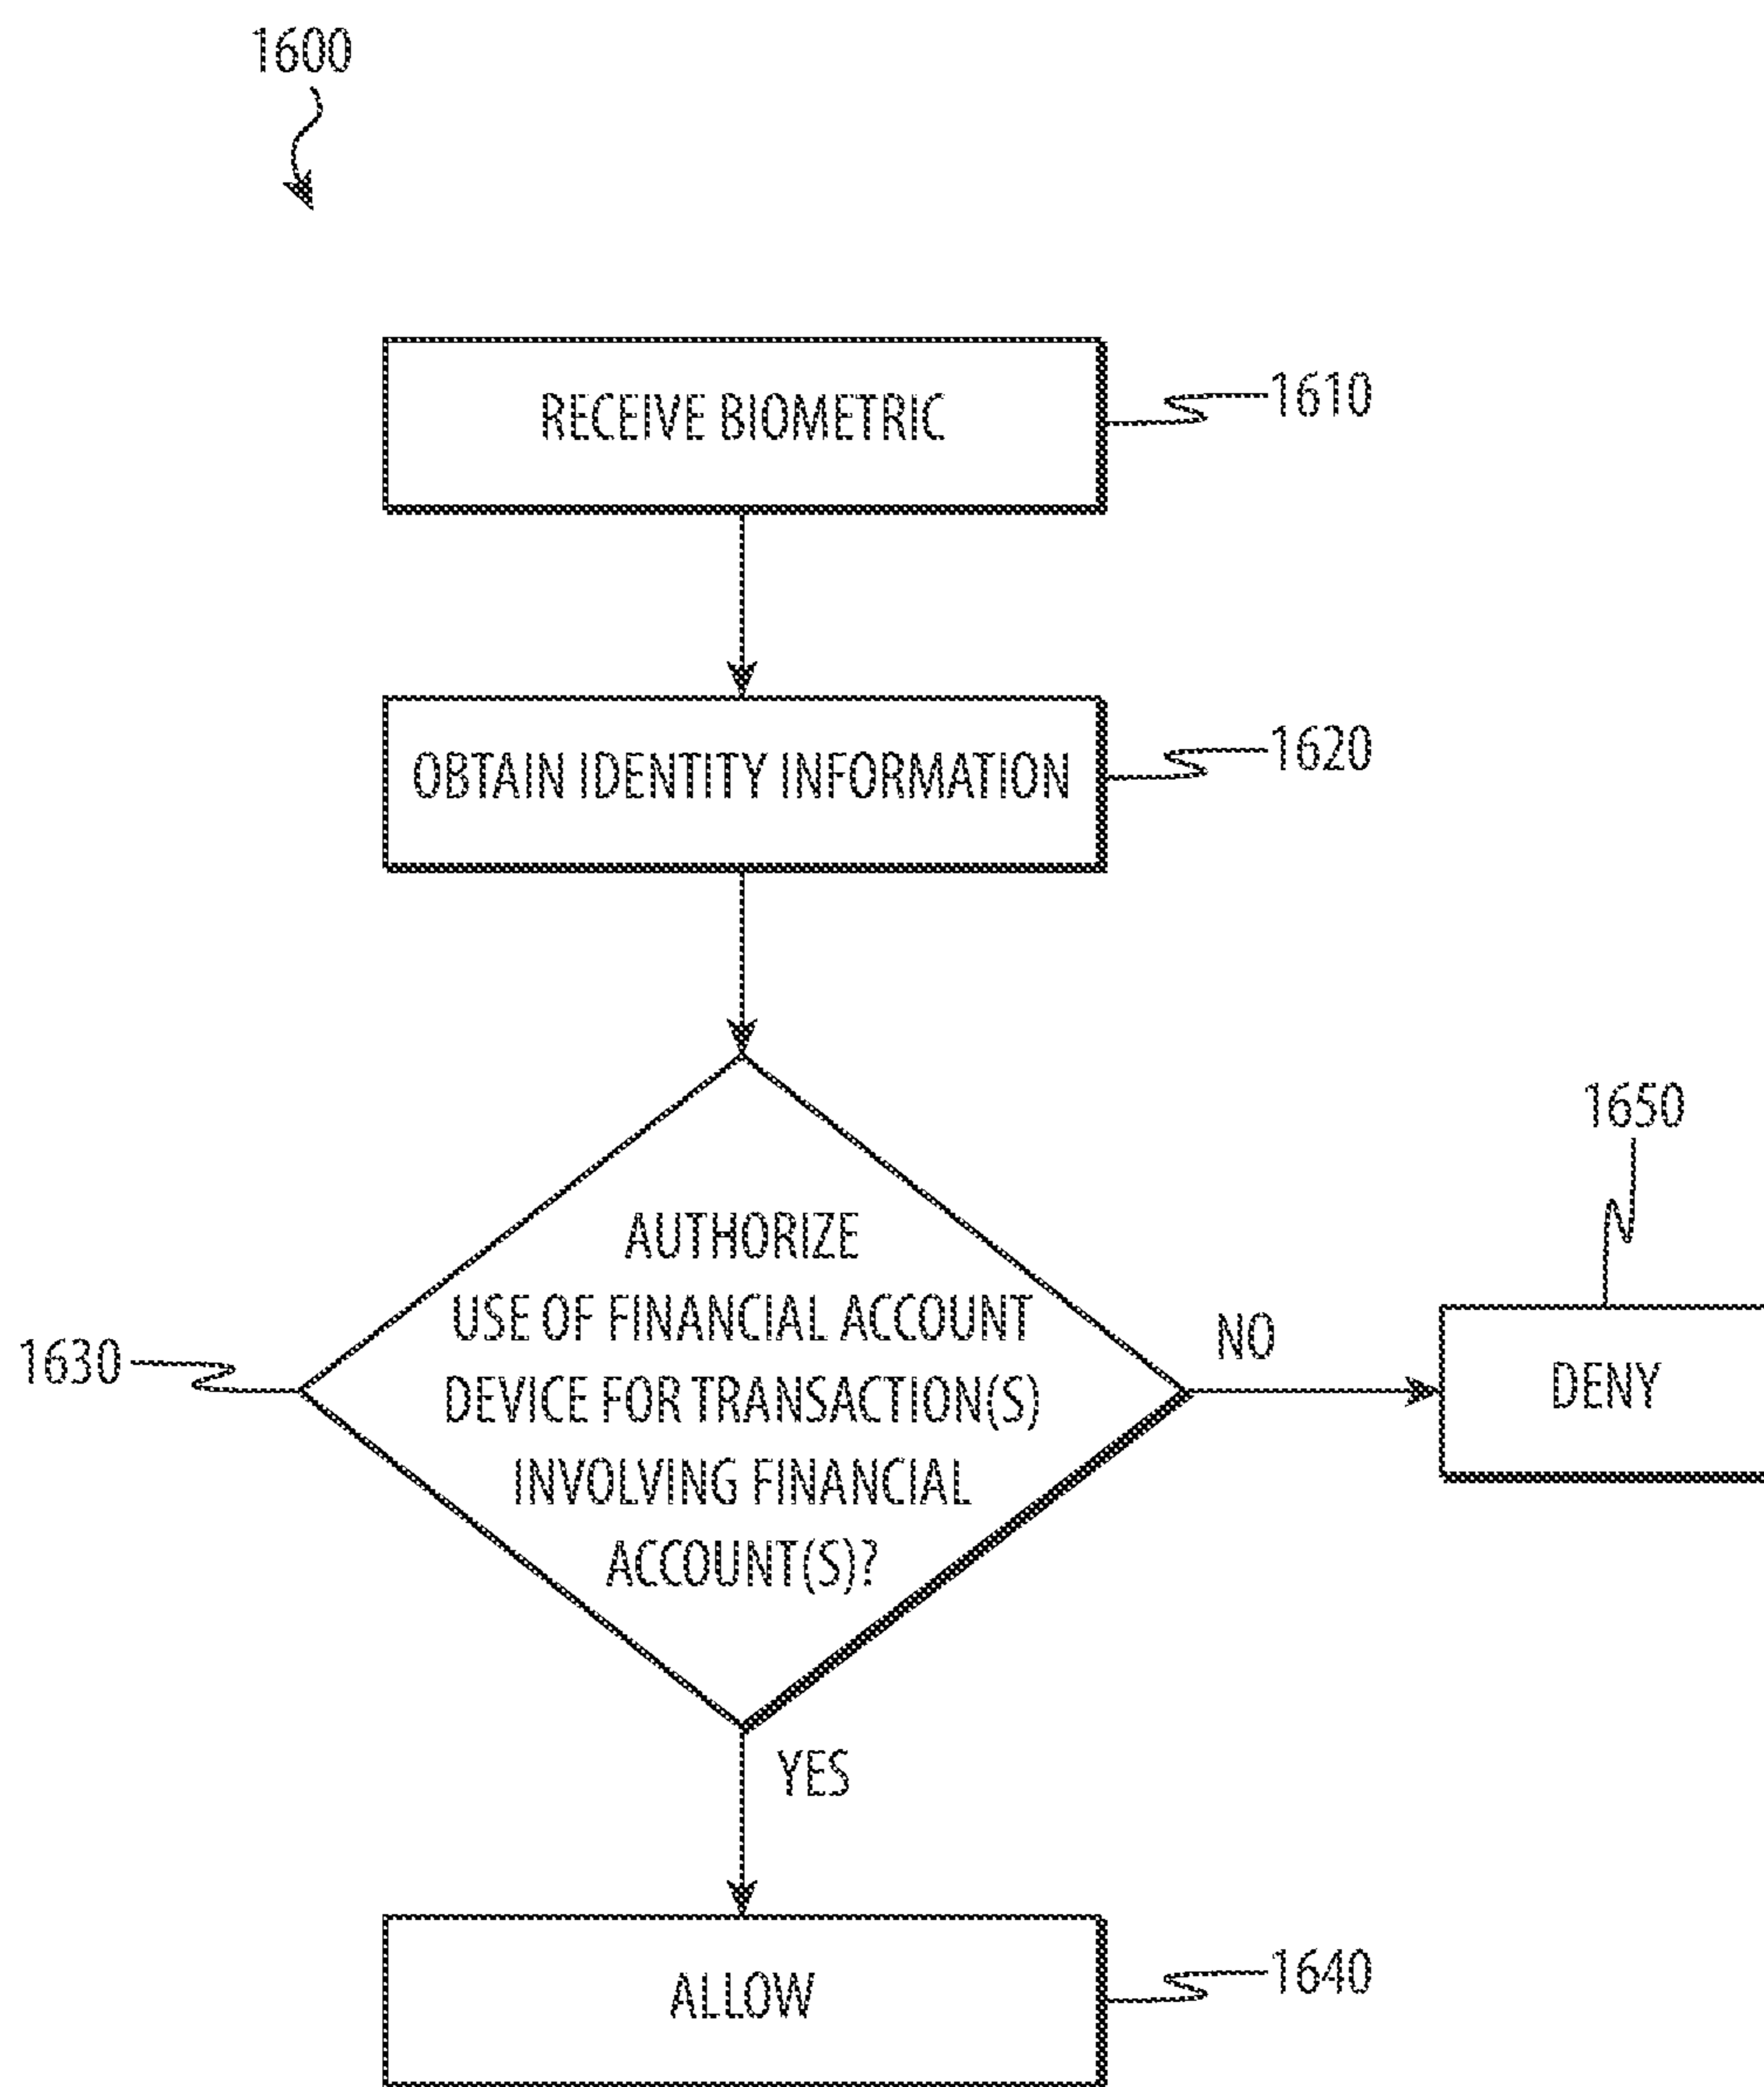 1600
RECEIVE BIOMETRIC
1610
OBTAIN IDENTITY INFORMATION
1620
AUTHORIZE
USE OF FINANCIAL ACCOUNT
DEVICE FOR TRANSACTION(S)
INVOLVING FINANCIAL
ACCOUNT(S)?
1630
NO
1650
DENY
YES
ALLOW
1640